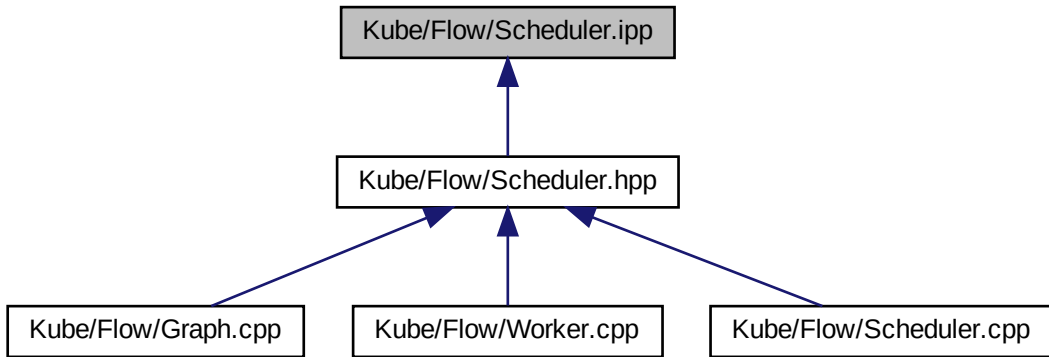 Kube/Flow/Scheduler.ipp
Kube/Flow/Scheduler.hpp
Kube/Flow/Graph.cpp
Kube/Flow/Worker.cpp
Kube/Flow/Scheduler.cpp